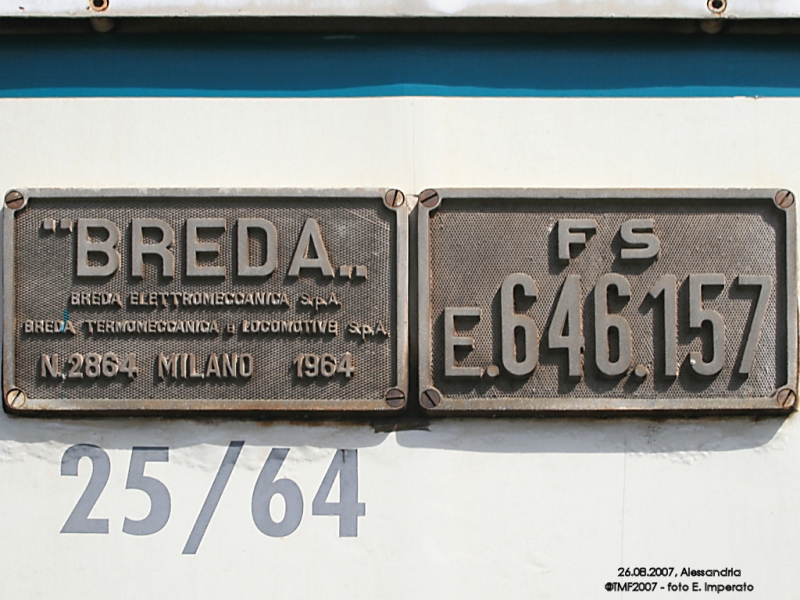 "BREDA„
BREDA ELETTROMECCANICA S.p.A.
BREDA TERMOMECCANICA E LOCOMOTIVE S.p.A.
N.2864 MILANO 1964
FS
E.646.157
25/64
26.08.2007, Alessandria
©TMF2007 - foto E. Imperato